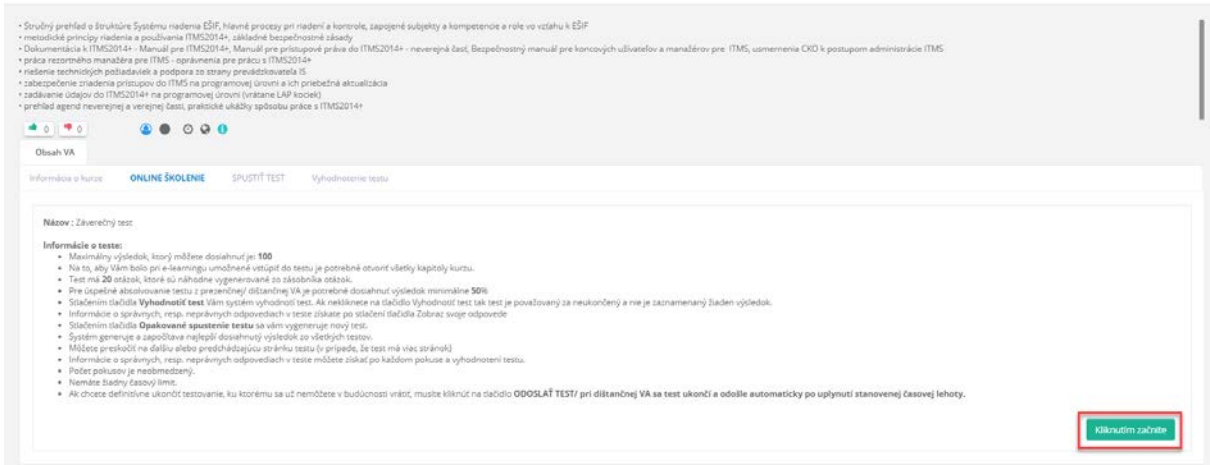 • Stručný prehľad o štruktúre Systému riadenia EŠIF, hlavné procesy pri riadení a kontrole, zapojené subjekty a kompetencie a role vo vzťahu k EŠIF
• metodické princípy riadenia a používania ITMS2014+, základné bezpečnostné zásady
• Dokumentácia k ITMS2014+ - Manuál pre ITMS2014+, Manuál pre prístupové práva do ITMS2014+ - neverejná časť, Bezpečnostný manuál pre koncových užívateľov a manažérov pre ITMS, usmernenia CKO k postupom administrácie ITMS
• práca rezortného manažéra pre ITMS - oprávnenia pre prácu s ITMS2014+
• riešenie technických požiadaviek a podpora zo strany prevádzkovateľa IS
• zabezpečenie zriadenia prístupov do ITMS na programovej úrovni a ich priebežná aktualizácia
• zadávanie údajov do ITMS2014+ na programovej úrovni (vrátane LAP kociek)
• prehľad agend neverejnej a verejnej časti, praktické ukážky spôsobu práce s ITMS2014+
0 0
Obsah VA
Informácie o kurze ONLINE ŠKOLENIE SPUSTIŤ TEST Vyhodnotenie testu
Názov : Záverečný test
Informácie o teste:
• Maximálny výsledok, ktorý môžete dosiahnuť je: 100
• Na to, aby Vám bolo pri e-learningu umožnené vstúpiť do testu je potrebné otvoriť všetky kapitoly kurzu.
• Test má 20 otázok, ktoré sú náhodne vygenerované zo zásobníka otázok.
• Pre úspešné absolvovanie testu z prezenčnej/ dištančnej VA je potrebné dosiahnuť výsledok minimálne 50%
• Stlačením tlačidla Vyhodnotiť test Vám systém vyhodnotí test. Ak nekliknete na tlačidlo Vyhodnotiť test tak test je považovaný za neukončený a nie je zaznamenaný žiaden výsledok.
• Informácie o správnych, resp. nesprávnych odpovediach v teste získate po stlačení tlačidla Zobraz svoje odpovede
• Stlačením tlačidla Opakované spustenie testu sa vám vygeneruje nový test.
• Systém generuje a započítava najlepší dosiahnutý výsledok zo všetkých testov.
• Môžete preskočiť na ďalšiu alebo predchádzajúcu stránku testu (v prípade, že test má viac stránok)
• Informácie o správnych, resp. nesprávnych odpovediach v teste môžete získať po každom pokuse a vyhodnotení testu.
• Počet pokusov je neobmedzený.
• Nemáte žiadny časový limit.
• Ak chcete definitívne ukončiť testovanie, ku ktorému sa už nemôžete v budúcnosti vrátiť, musíte kliknúť na tlačidlo ODOSLAŤ TEST/ pri dištančnej VA sa test ukončí a odošle automaticky po uplynutí stanovenej časovej lehoty.
Kliknutím začnite